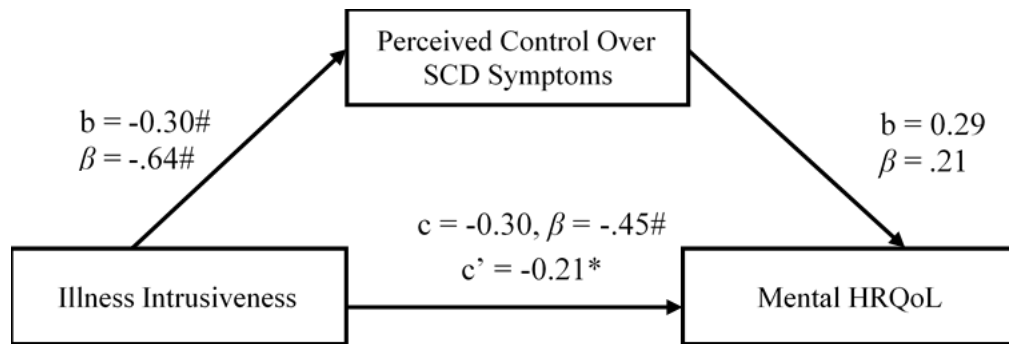 Perceived Control Over
SCD Symptoms
b = -0.30#
β = -.64#
b = 0.29
β = .21
c = -0.30, β = -.45#
c’ = -0.21*
Illness Intrusiveness
Mental HRQoL